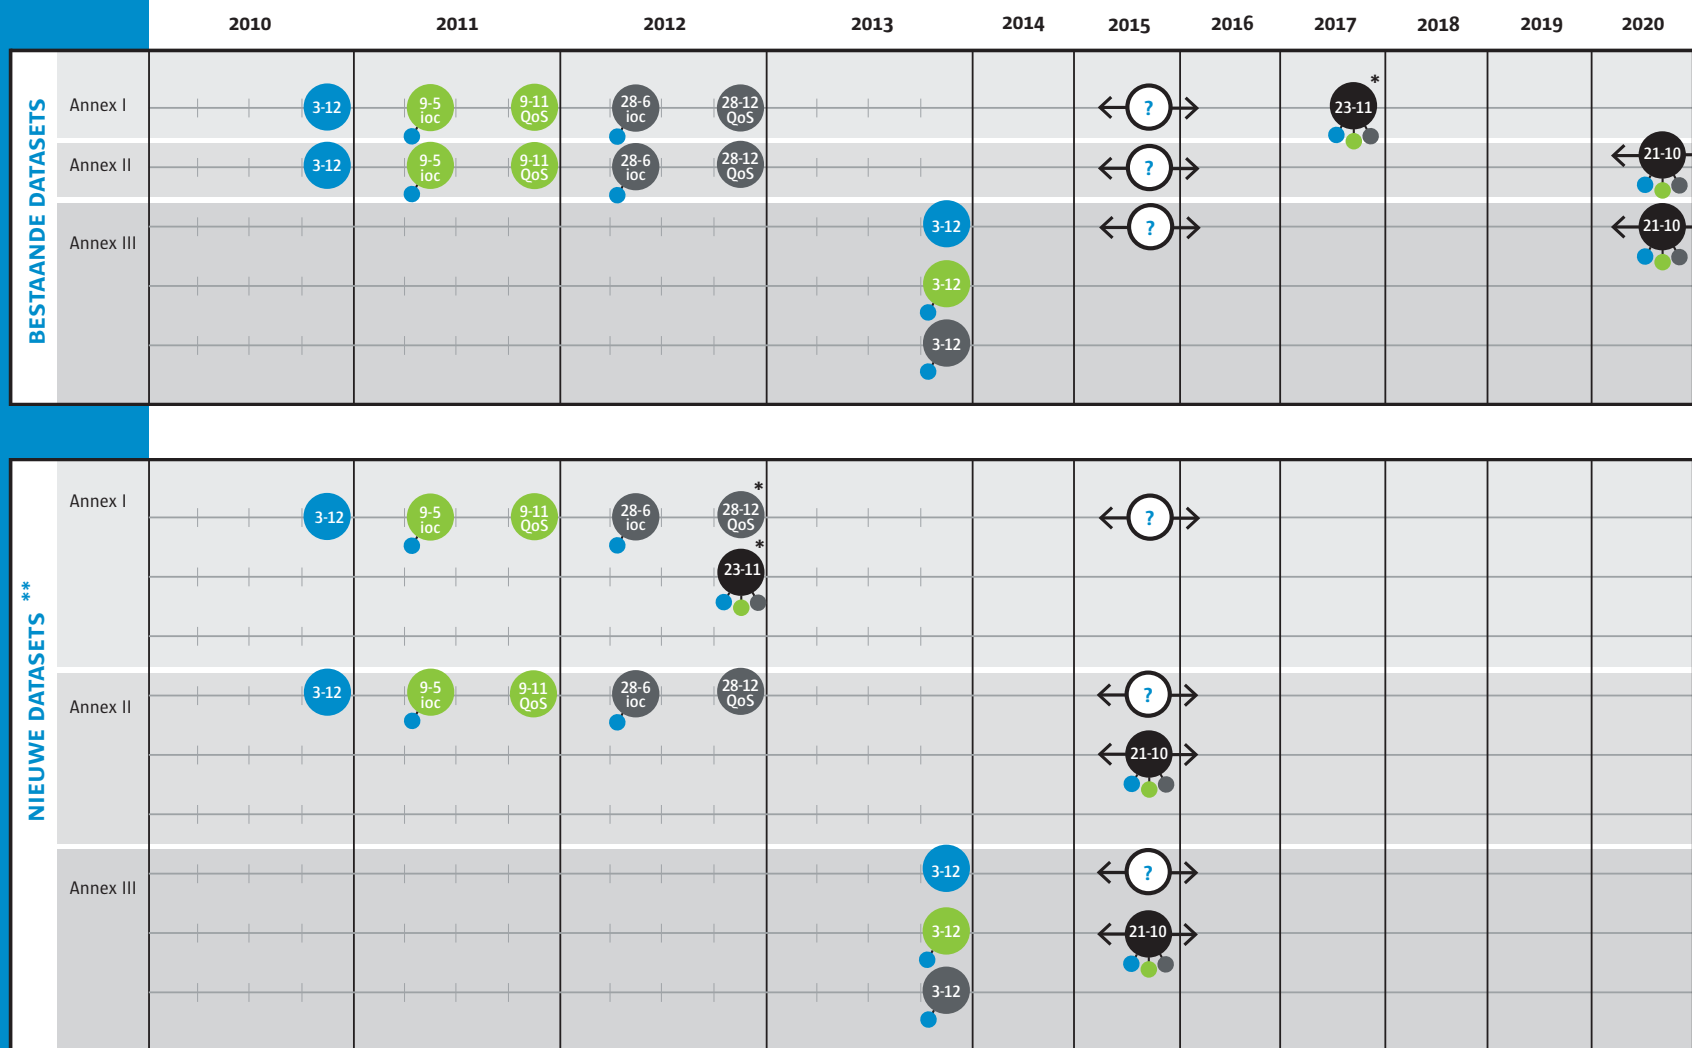 2010 2011 2012 2013 2014 2015 2016 2017 2018 2019 2020
BESTAANDE DATASETS
Annex I
3-12
9-5
ioc
9-11
QoS
28-6
ioc
28-12
QoS
?
23-11
*
Annex II
3-12
9-5
ioc
9-11
QoS
28-6
ioc
28-12
QoS
?
21-10
Annex III
3-12
?
21-10
3-12
3-12
NIEUWE DATASETS **
Annex I
3-12
9-5
ioc
9-11
QoS
28-6
ioc
28-12
QoS
*
?
23-11
*
Annex II
3-12
9-5
ioc
9-11
QoS
28-6
ioc
28-12
QoS
?
21-10
Annex III
3-12
?
3-12
21-10
3-12